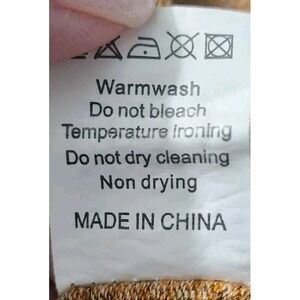 Warmwash
Do not bleach
Temperature ironing
Do not dry cleaning
Non drying
MADE IN CHINA